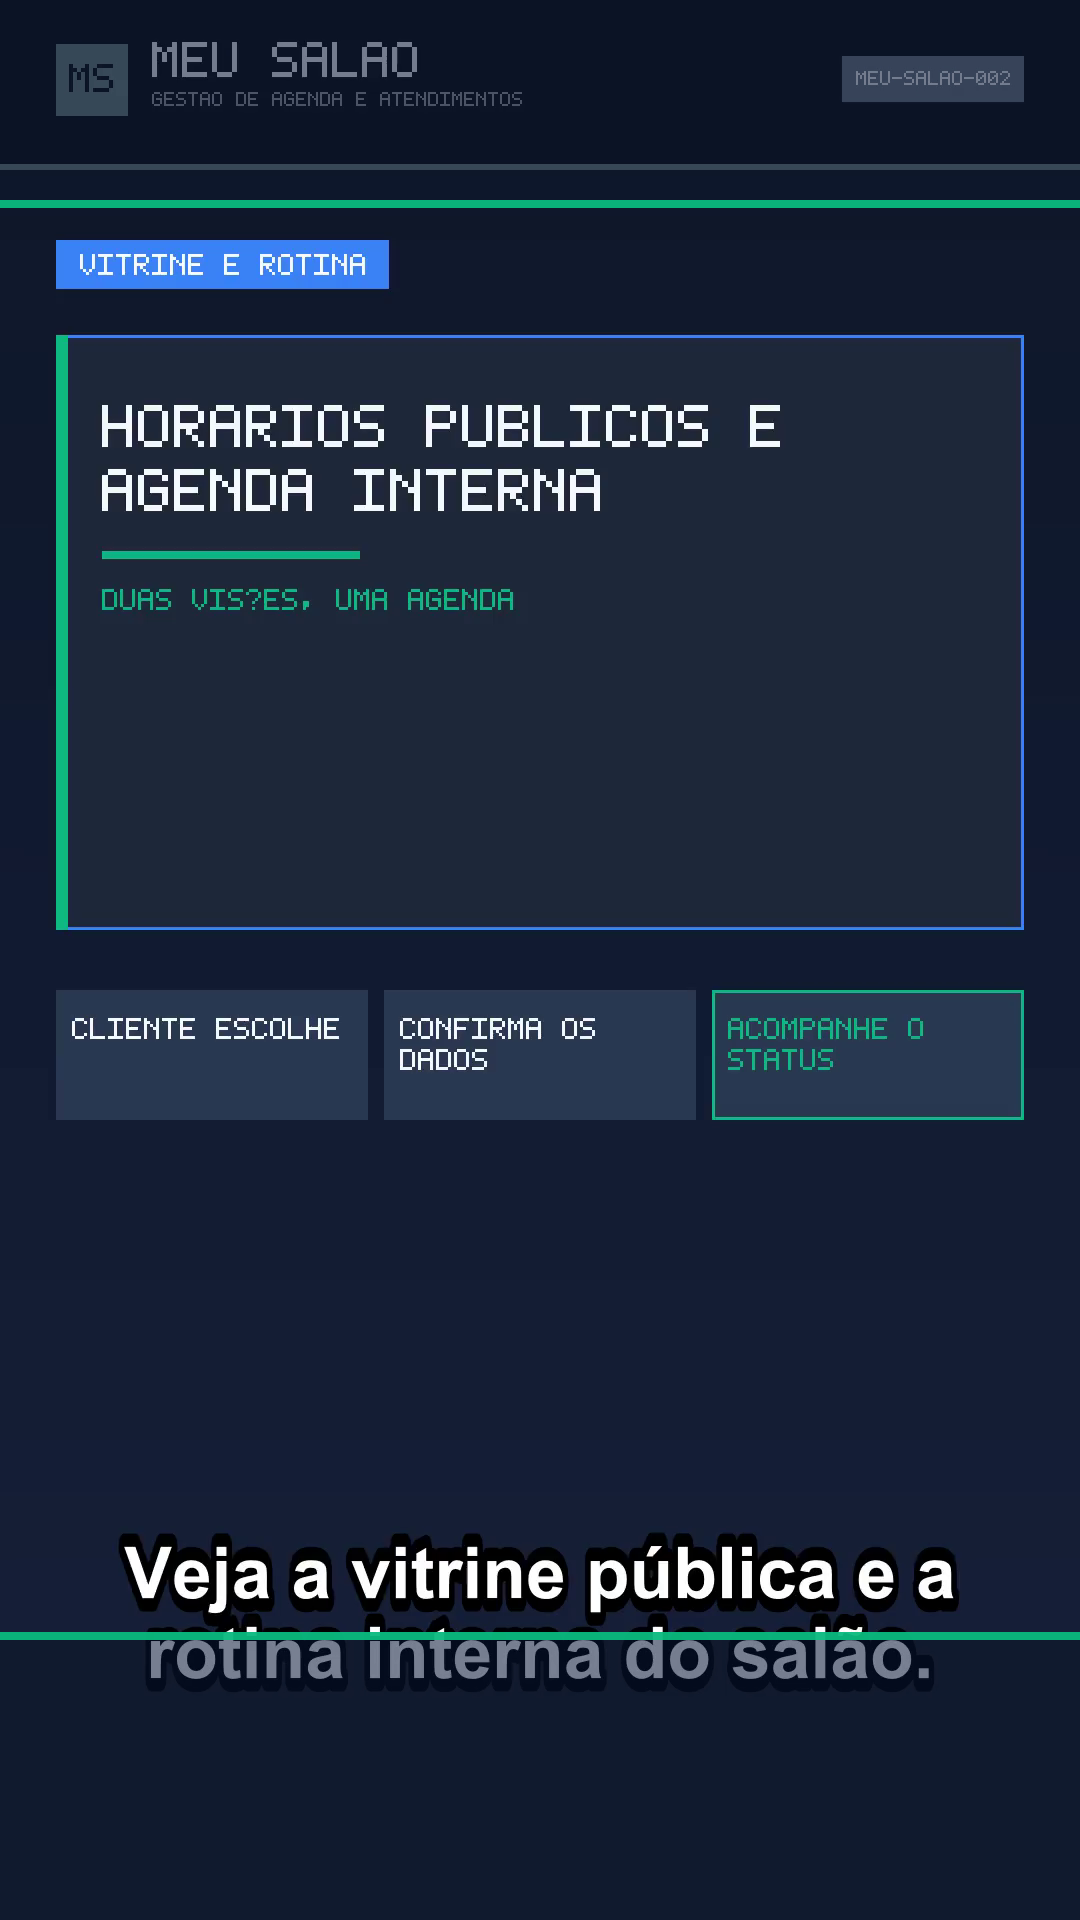 MS
MEU SALAO
GESTAO DE AGENDA E ATENDIMENTOS
MEU-SALAO-002
VITRINE E ROTINA
HORARIOS PUBLICOS E
AGENDA INTERNA
DUAS VIS?ES, UMA AGENDA
CLIENTE ESCOLHE
CONFIRMA OS
DADOS
ACOMPANHE O
STATUS
Veja a vitrine pública e a
rotina interna do salão.